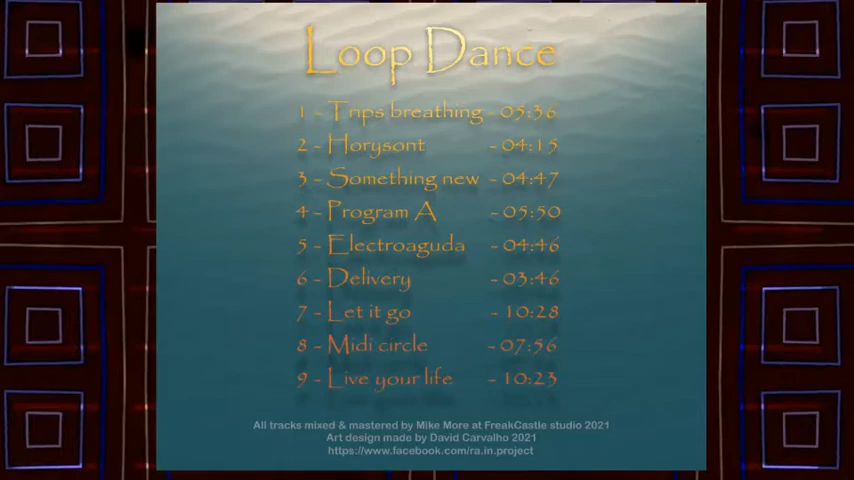 Loop Dance
1 - Trips breathing - 05:36
2 - Horysont - 04:15
3 - Something new - 04:47
4 - Program A - 05:50
5 - Electroaguda - 04:46
6 - Delivery - 03:46
7 - Let it go - 10:28
8 - Midi circle - 07:56
9 - Live your life - 10:23
All tracks mixed & mastered by Mike More at FreakCastle studio 2021
Art design made by David Carvalho 2021
https://www.facebook.com/ra.in.project